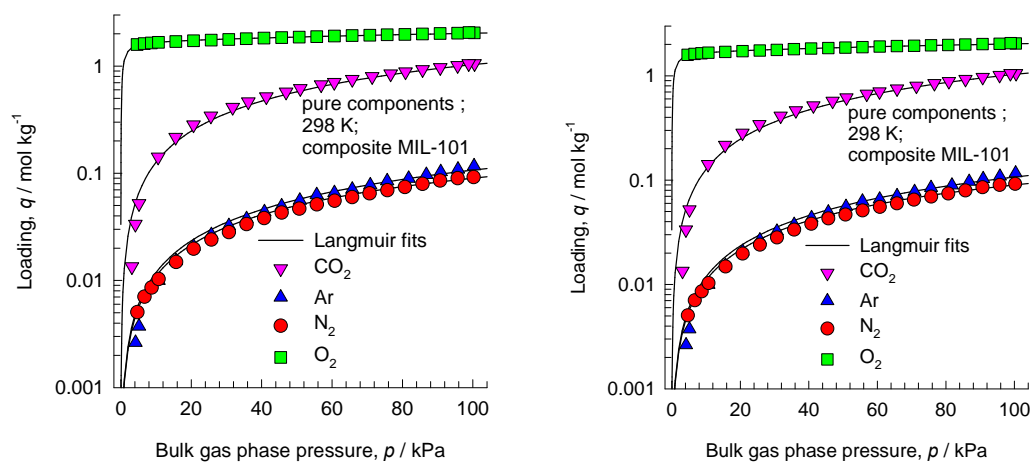 Loading, q / mol kg⁻¹
1
0.1
0.01
0.001
pure components ;
298 K;
composite MIL-101
Langmuir fits
CO₂
Ar
N₂
O₂
0 20 40 60 80 100
Bulk gas phase pressure, p / kPa
Loading, q / mol kg⁻¹
1
0.1
0.01
0.001
pure components ;
298 K;
composite MIL-101
Langmuir fits
CO₂
Ar
N₂
O₂
0 20 40 60 80 100
Bulk gas phase pressure, p / kPa